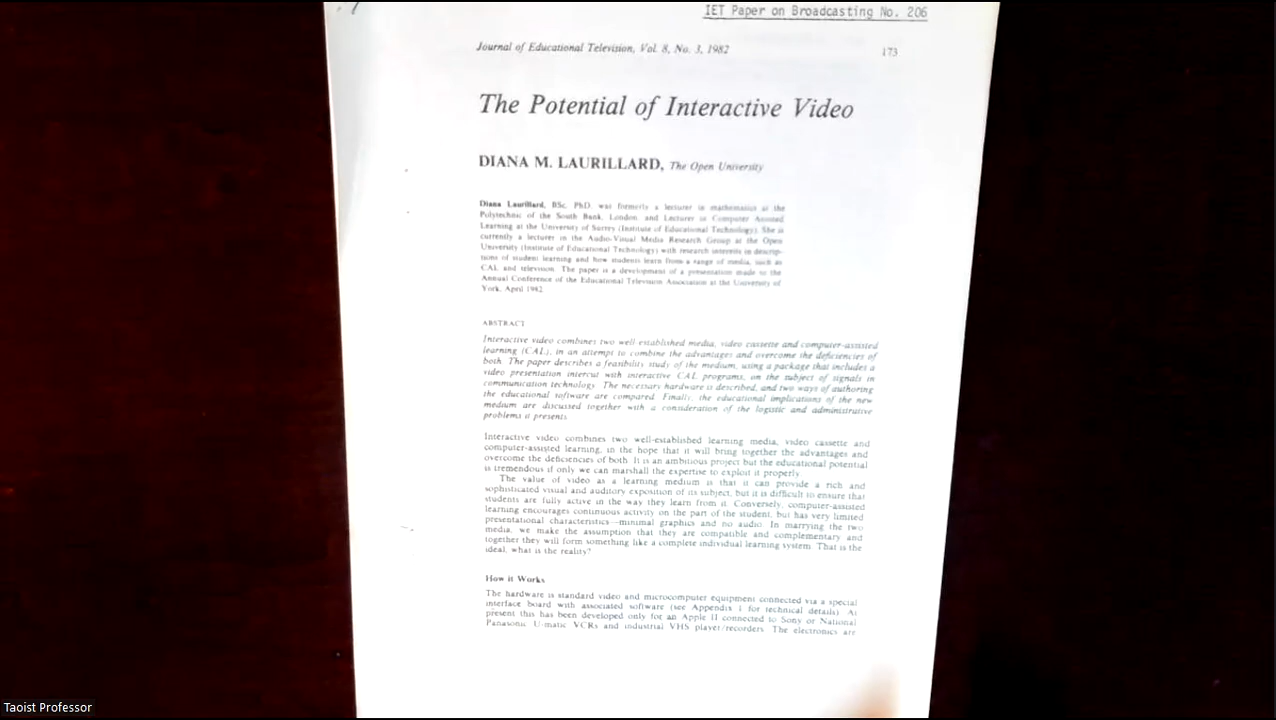 IET Paper on Broadcasting No. 206
Journal of Educational Television, Vol. 8, No. 3, 1982 173
The Potential of Interactive Video
DIANA M. LAURILLARD, The Open University
Diana Laurillard, BSc, PhD, was formerly a lecturer in mathematics at the
Polytechnic of the South Bank, London, and Lecturer in Computer Assisted
Learning at the University of Surrey (Institute of Educational Technology). She is
currently a lecturer in the Audio-Visual Media Research Group at the Open
University (Institute of Educational Technology) with research interests in descrip-
tions of student learning and how students learn from a range of media, such as
CAL and television. The paper is a development of a presentation made to the
Annual Conference of the Educational Television Association at the University of
York, April 1982.
ABSTRACT
Interactive video combines two well established media, video cassette and computer-assisted
learning (CAL), in an attempt to combine the advantages and overcome the deficiencies of
both. The paper describes a feasibility study of the medium, using a package that includes a
video presentation intercut with interactive CAL programs, on the subject of signals in
communication technology. The necessary hardware is described, and two ways of authoring
the educational software are compared. Finally, the educational implications of the new
medium are discussed together with a consideration of the logistic and administrative
problems it presents.
Interactive video combines two well-established learning media, video cassette and
computer-assisted learning, in the hope that it will bring together the advantages and
overcome the deficiencies of both. It is an ambitious project but the educational potential
is tremendous if only we can marshall the expertise to exploit it properly.
The value of video as a learning medium is that it can provide a rich and
sophisticated visual and auditory exposition of its subject, but it is difficult to ensure that
students are fully active in the way they learn from it. Conversely, computer-assisted
learning encourages continuous activity on the part of the student, but has very limited
presentational characteristics—minimal graphics and no audio. In marrying the two
media, we make the assumption that they are compatible and complementary and
together they will form something like a complete individual learning system. That is the
ideal, what is the reality?
How it Works
The hardware is standard video and microcomputer equipment connected via a special
interface board with associated software (see Appendix 1 for technical details). At
present this has been developed only for an Apple II connected to Sony or National
Panasonic U-matic VCRs and industrial VHS player/recorders. The electronics are
Taoist Professor